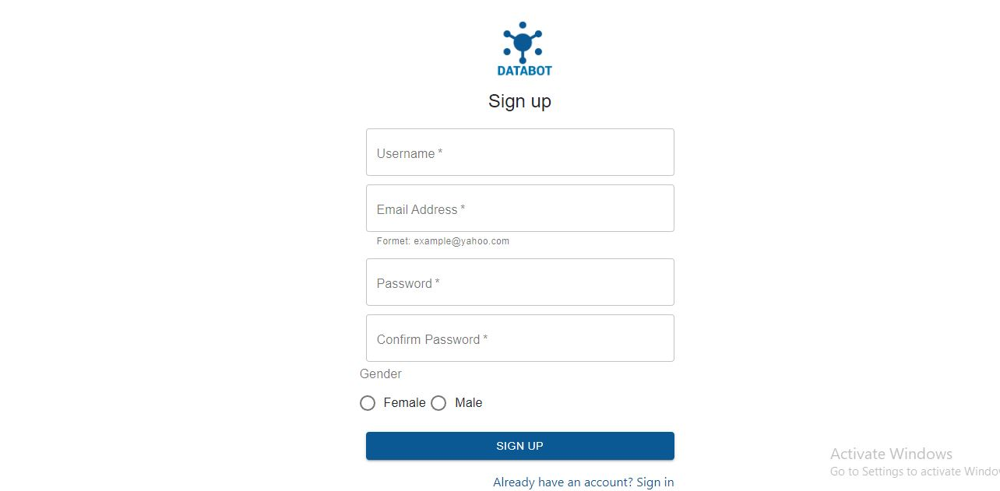 DATABOT
Sign up
Username *
Email Address *
Formet: example@yahoo.com
Password *
Confirm Password *
Gender
Female Male
SIGN UP
Activate Windows
Go to Settings to activate Windo
Already have an account? Sign in